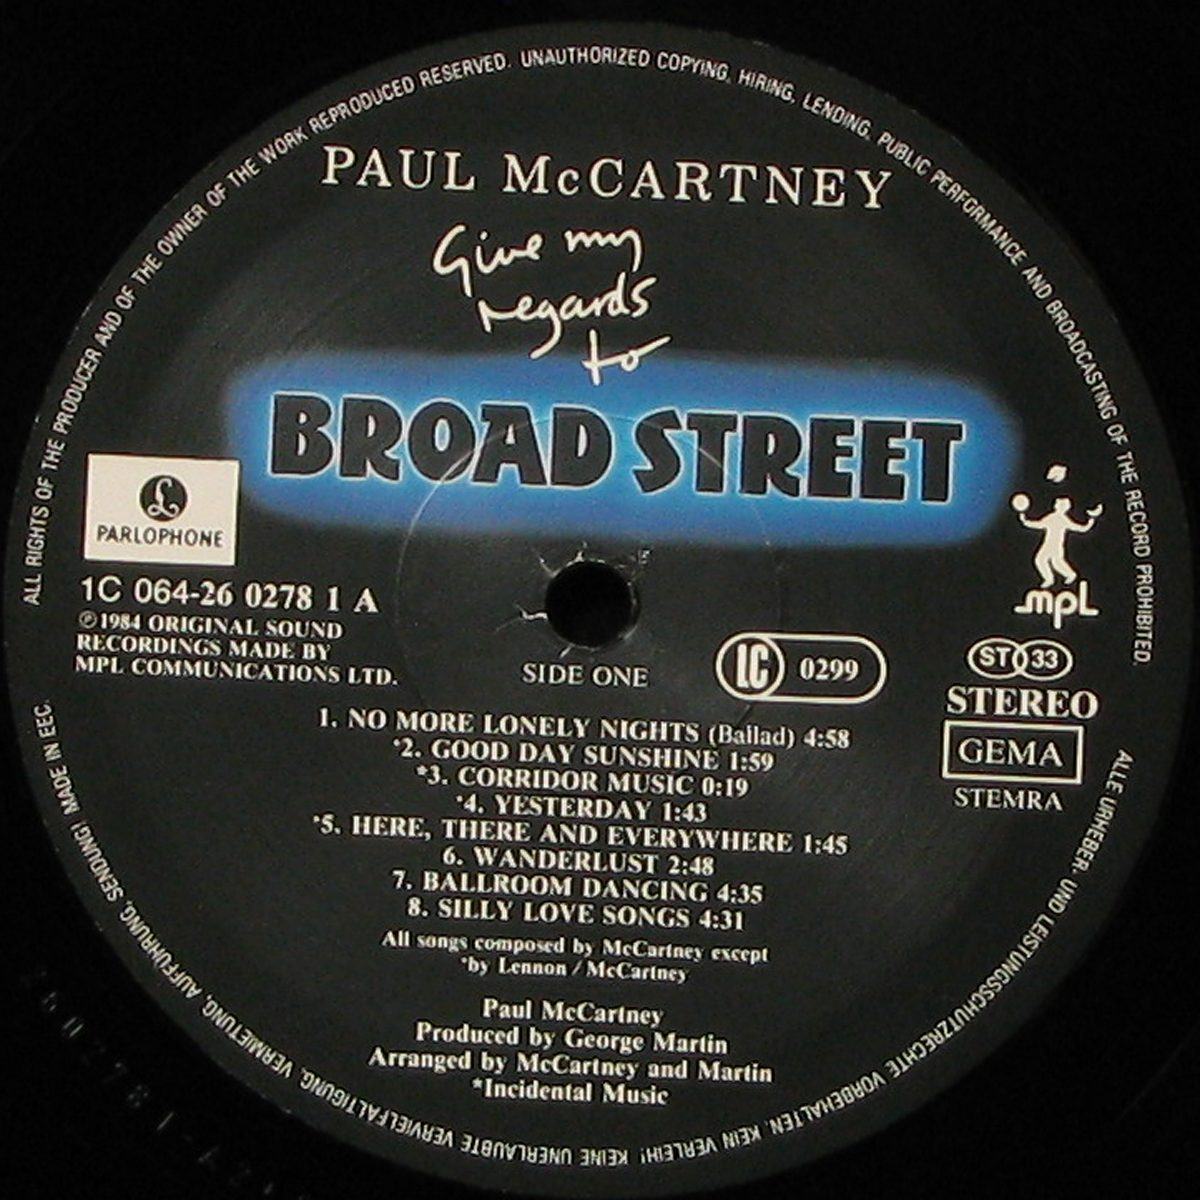 ALL RIGHTS OF THE PRODUCER AND OF THE OWNER OF THE WORK REPRODUCED RESERVED. UNAUTHORIZED COPYING, HIRING, LENDING, PUBLIC PERFORMANCE AND BROADCASTING OF THE RECORD PROHIBITED.
PAUL McCARTNEY
Give my
regards
to
BROAD STREET
£
PARLOPHONE
1C 064-26 0278 1 A
℗1984 ORIGINAL SOUND
RECORDINGS MADE BY
MPL COMMUNICATIONS LTD.
mpL
SIDE ONE
LC 0299
ST 33
STEREO
GEMA
STEMRA
1. NO MORE LONELY NIGHTS (Ballad) 4:58
*2. GOOD DAY SUNSHINE 1:59
*3. CORRIDOR MUSIC 0:19
*4. YESTERDAY 1:43
*5. HERE, THERE AND EVERYWHERE 1:45
6. WANDERLUST 2:48
7. BALLROOM DANCING 4:35
8. SILLY LOVE SONGS 4:31
All songs composed by McCartney except
*by Lennon/McCartney
Paul McCartney
Produced by George Martin
Arranged by McCartney and Martin
*Incidental Music
ALLE URHEBER- UND LEISTUNGSSCHUTZRECHTE VORBEHALTEN. KEIN VERLEIH! KEINE UNERLAUBTE VERVIELFÄLTIGUNG, VERMIETUNG, AUFFÜHRUNG, SENDUNG! MADE IN EEC.